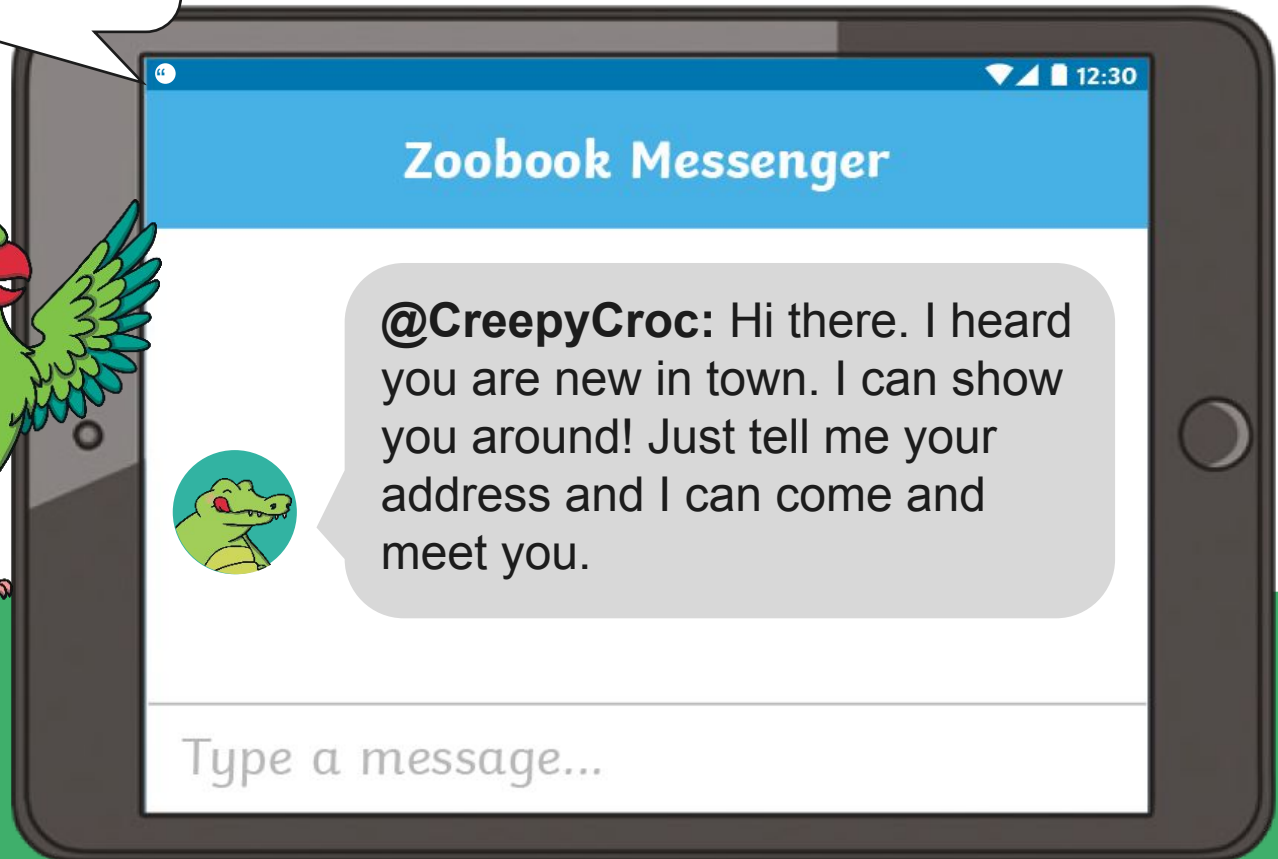 12:30
Zoobook Messenger
@CreepyCroc: Hi there. I heard
you are new in town. I can show
you around! Just tell me your
address and I can come and
meet you.
Type a message...